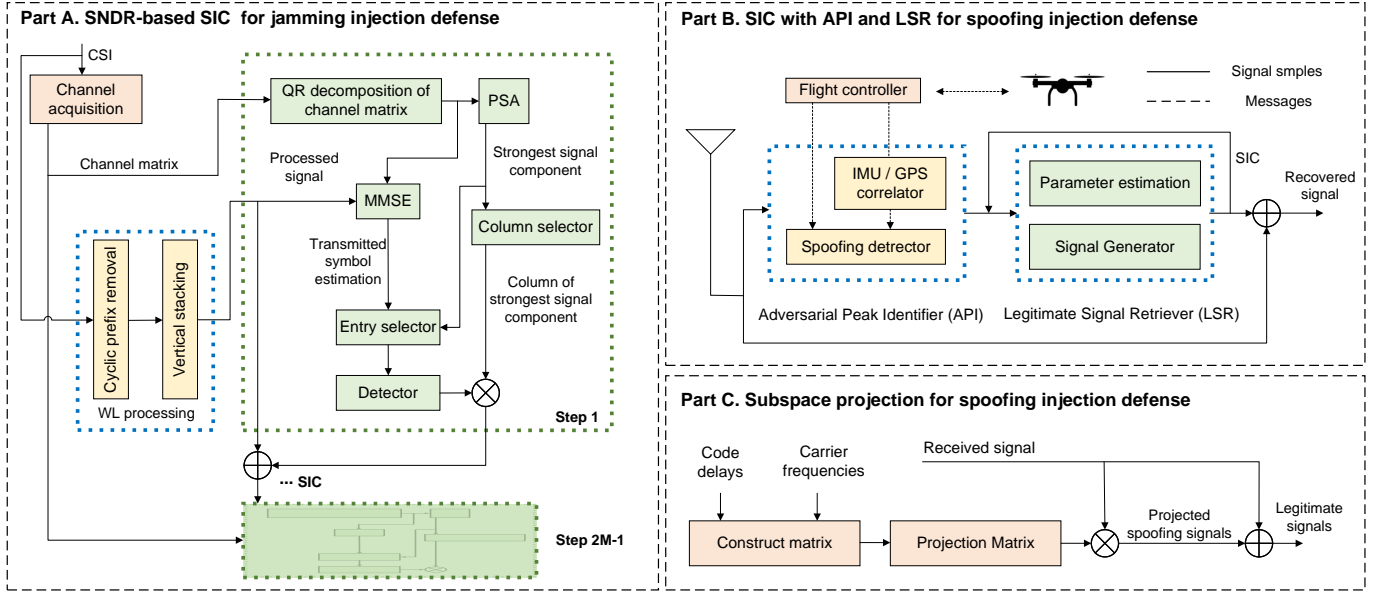 Part A. SNDR-based SIC for jamming injection defense
CSI
Channel
acquisition
QR decomposition of
channel matrix
PSA
Channel matrix
Processed
signal
Strongest signal
component
MMSE
Column selector
Transmitted
symbol
estimation
Column of
strongest signal
component
Cyclic prefix removal
Vertical stacking
WL processing
Entry selector
Detector
Step 1
... SIC
Step 2M-1
Part B. SIC with API and LSR for spoofing injection defense
Flight controller
Signal smples
Messages
IMU / GPS
correlator
Spoofing detrector
Parameter estimation
Signal Generator
SIC
Recovered
signal
Adversarial Peak Identifier (API)
Legitimate Signal Retriever (LSR)
Part C. Subspace projection for spoofing injection defense
Code
delays
Carrier
frequencies
Received signal
Construct matrix
Projection Matrix
Projected
spoofing signals
Legitimate
signals